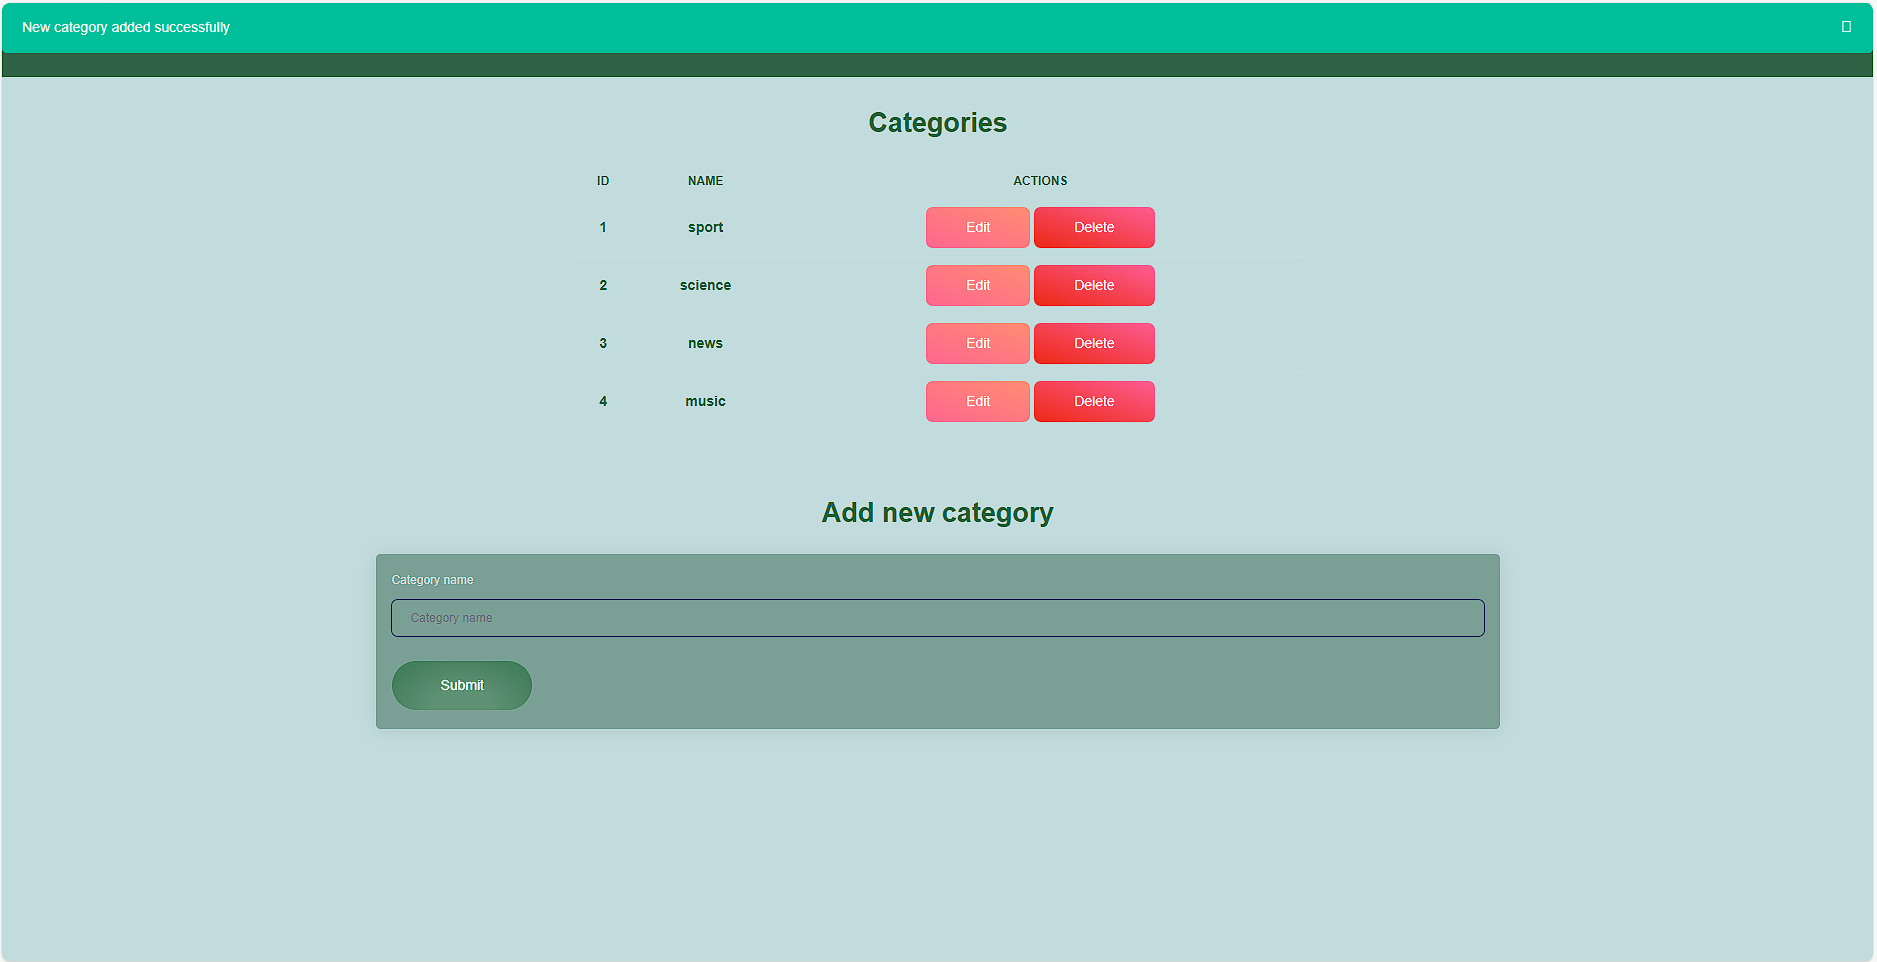 New category added successfully
Categories
ID NAME ACTIONS
1 sport Edit Delete
2 science Edit Delete
3 news Edit Delete
4 music Edit Delete
Add new category
Category name
Category name
Submit